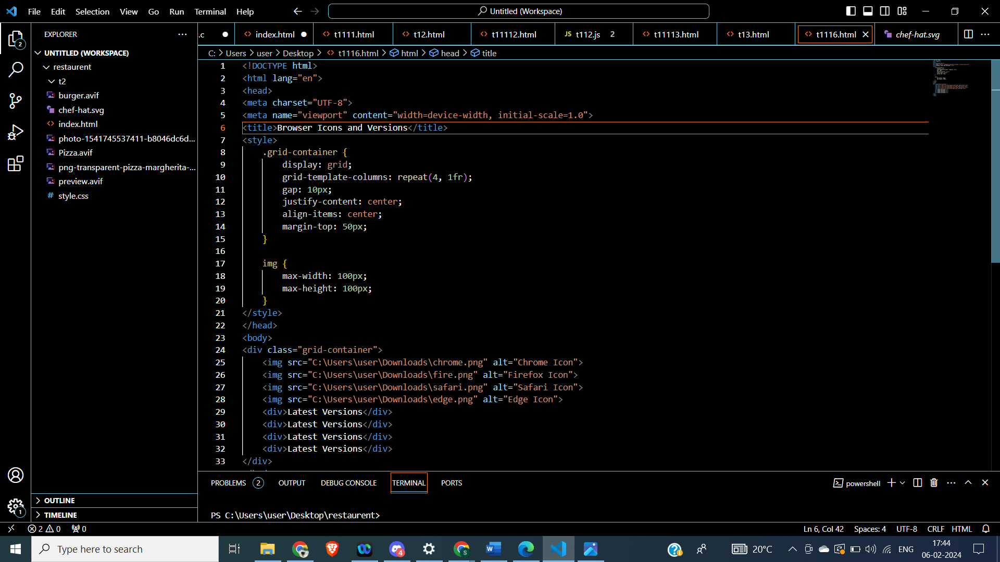 File Edit Selection View Go Run Terminal Help
Untitled (Workspace)
2
EXPLORER
.c
index.html
t1111.html
t12.html
t11112.html
JS t112.js 2
t11113.html
t13.html
t1116.html
chef-hat.svg
UNTITLED (WORKSPACE)
restaurent
t2
burger.avif
chef-hat.svg
index.html
photo-1541745537411-b8046dc6d...
Pizza.avif
png-transparent-pizza-margherita-...
preview.avif
# style.css
C: > Users > user > Desktop > t1116.html > html > head > title
1 <!DOCTYPE html>
2 <html lang="en">
3 <head>
4 <meta charset="UTF-8">
5 <meta name="viewport" content="width=device-width, initial-scale=1.0">
6 <title>Browser Icons and Versions</title>
7 <style>
8 .grid-container {
9 display: grid;
10 grid-template-columns: repeat(4, 1fr);
11 gap: 10px;
12 justify-content: center;
13 align-items: center;
14 margin-top: 50px;
15 }
16
17 img {
18 max-width: 100px;
19 max-height: 100px;
20 }
21 </style>
22 </head>
23 <body>
24 <div class="grid-container">
25 <img src="C:\Users\user\Downloads\chrome.png" alt="Chrome Icon">
26 <img src="C:\Users\user\Downloads\fire.png" alt="Firefox Icon">
27 <img src="C:\Users\user\Downloads\safari.png" alt="Safari Icon">
28 <img src="C:\Users\user\Downloads\edge.png" alt="Edge Icon">
29 <div>Latest Versions</div>
30 <div>Latest Versions</div>
31 <div>Latest Versions</div>
32 <div>Latest Versions</div>
33 </div>
PROBLEMS 2 OUTPUT DEBUG CONSOLE TERMINAL PORTS
powershell
PS C:\Users\user\Desktop\restaurent>
OUTLINE
TIMELINE
1
2 0 0
Ln 6, Col 42 Spaces: 4 UTF-8 CRLF HTML
Type here to search
4
S
20°C
ENG
17:44
06-02-2024